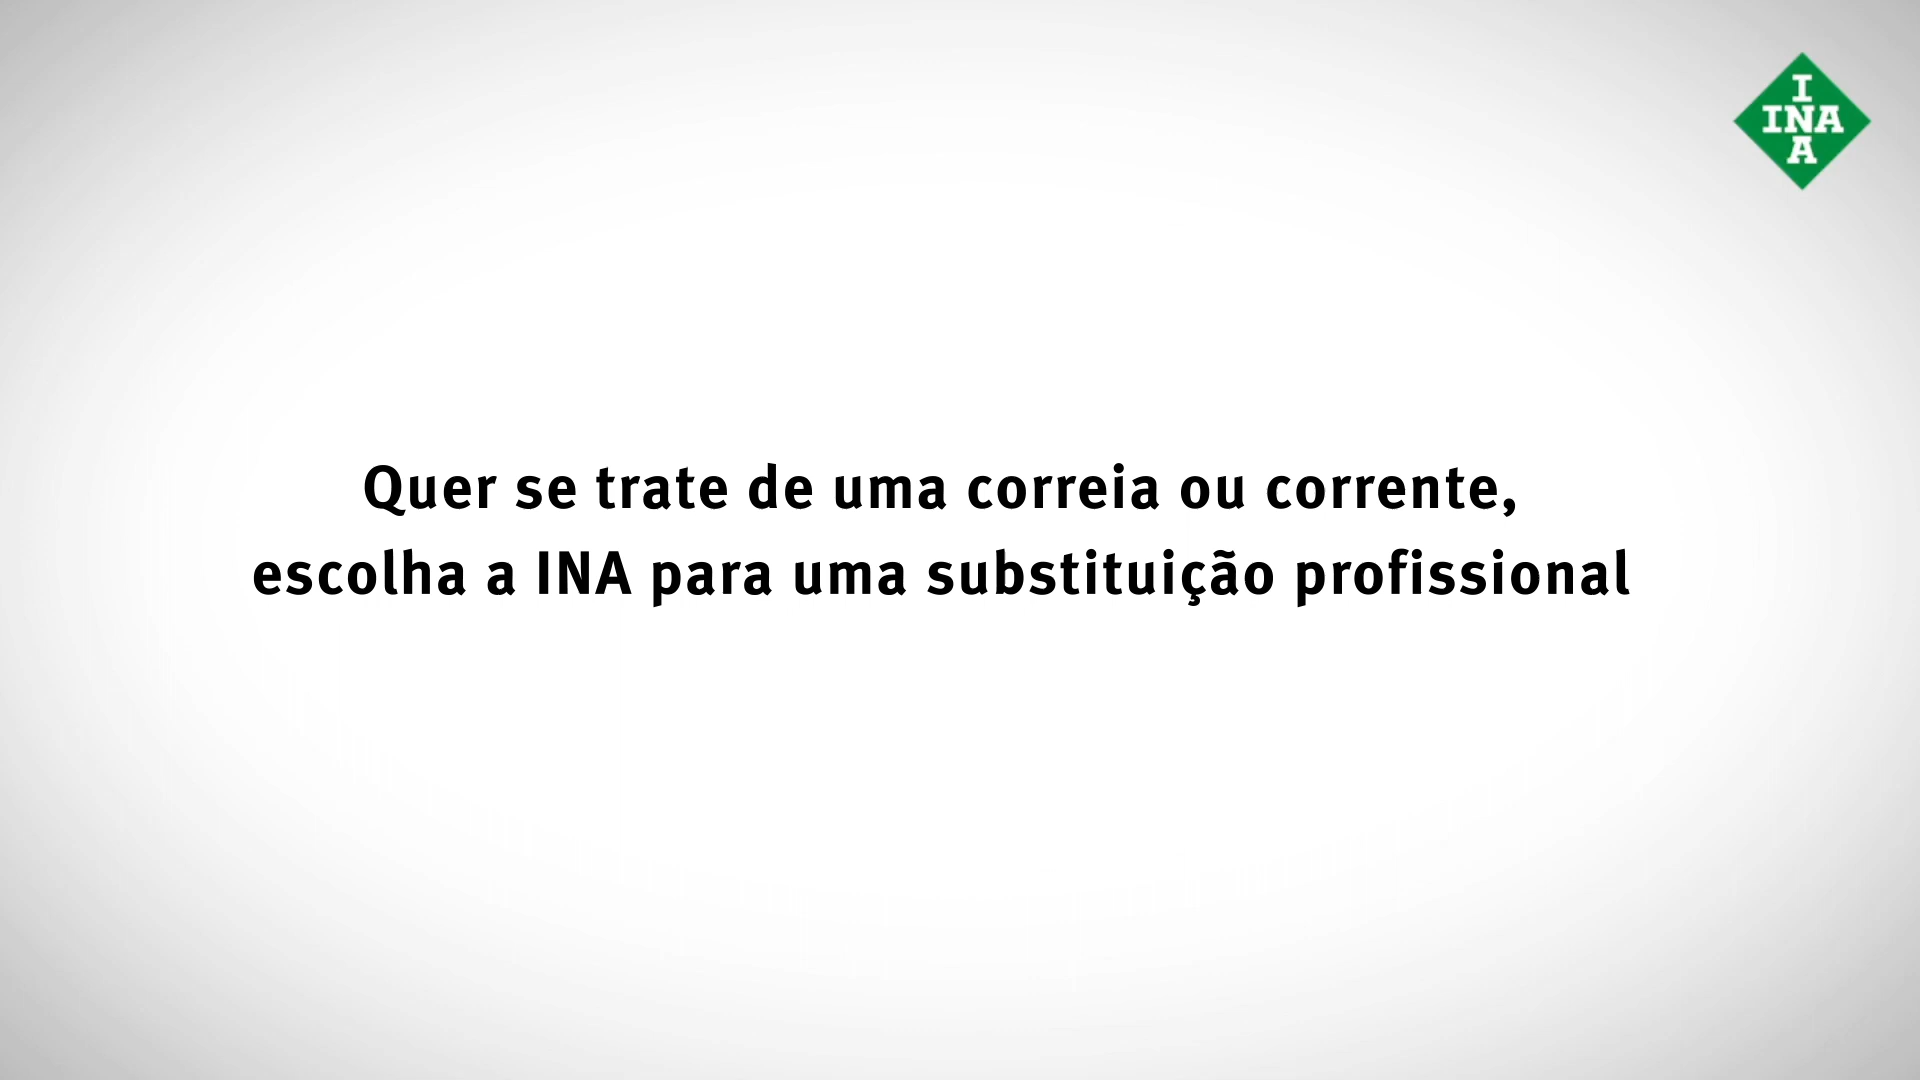 I
INA
A
Quer se trate de uma correia ou corrente,
escolha a INA para uma substituição profissional